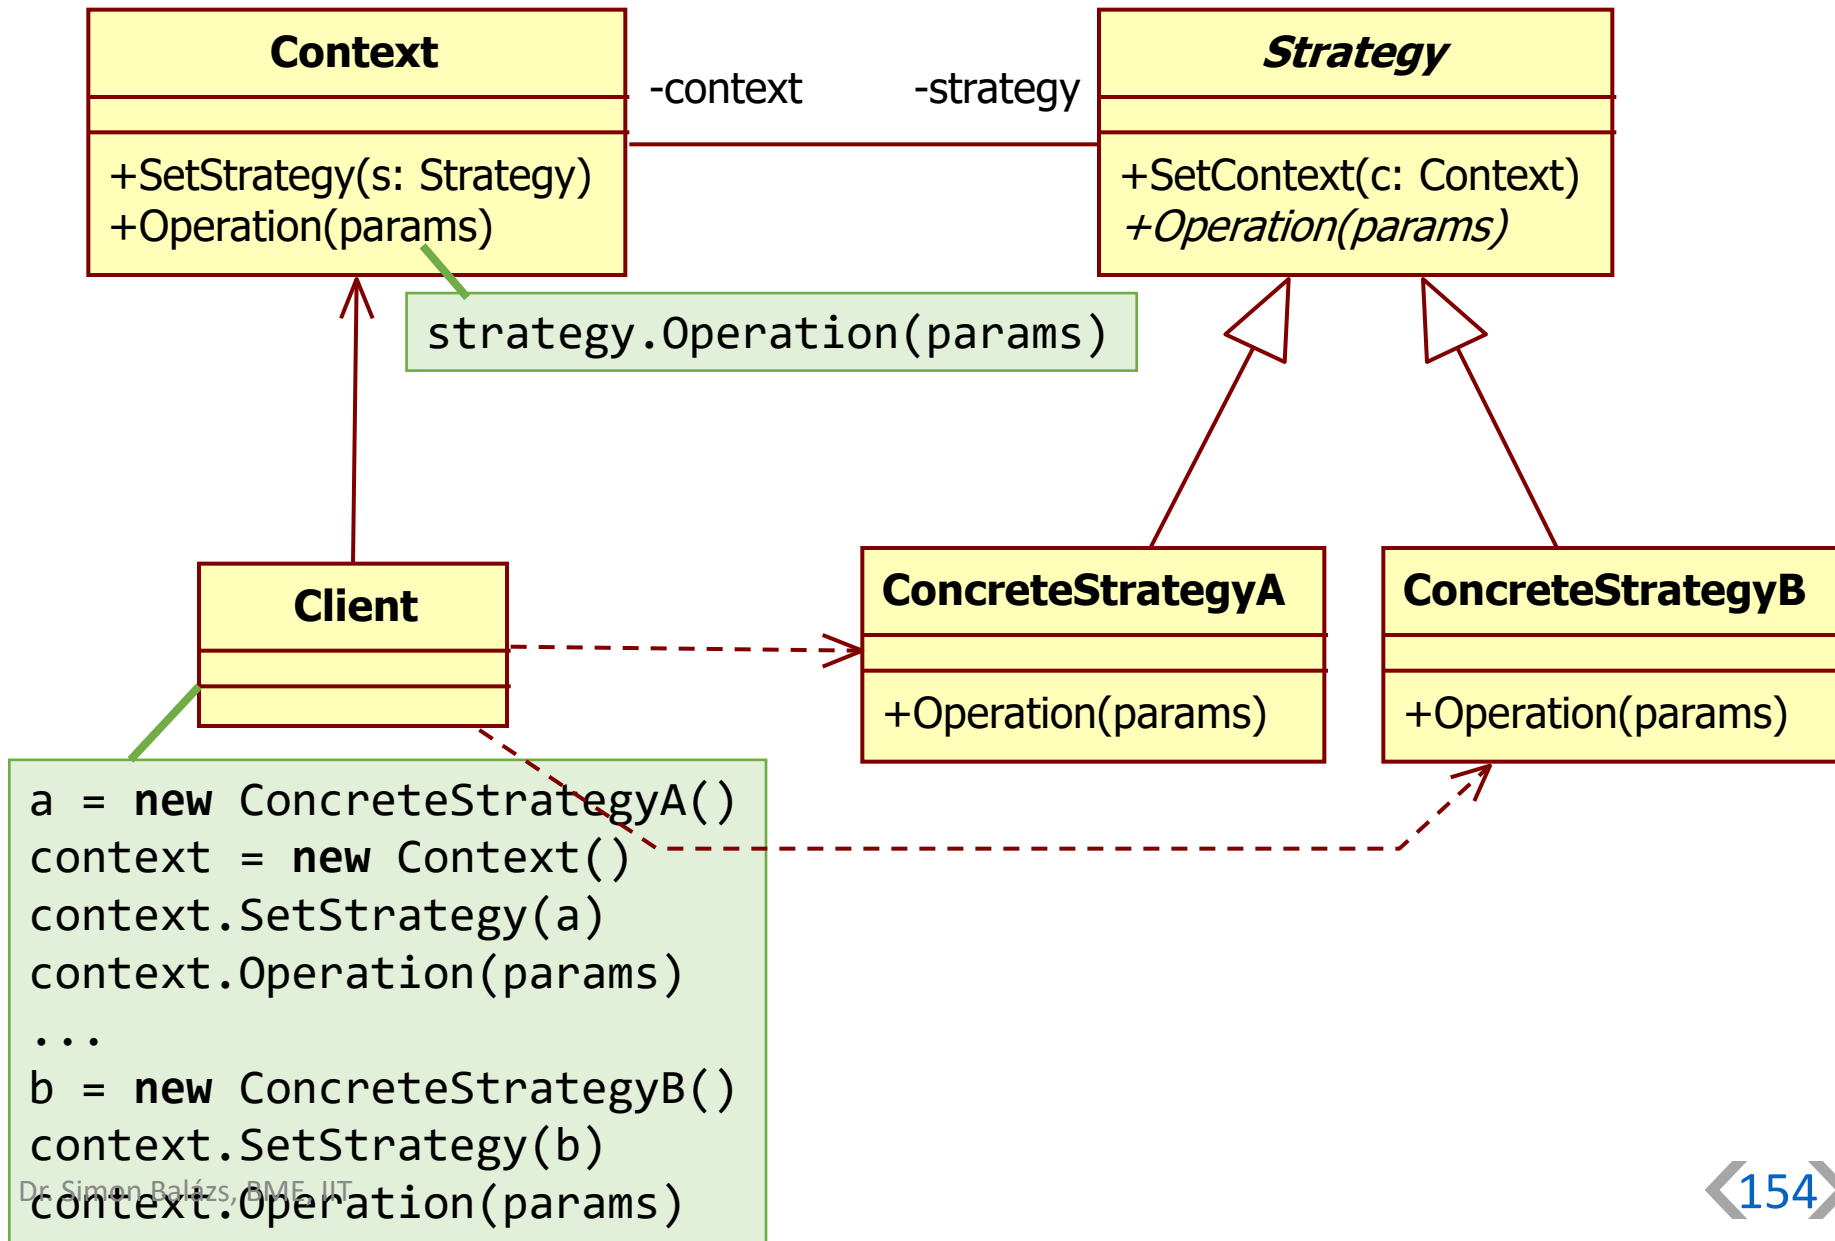 Context
+SetStrategy(s: Strategy)
+Operation(params)
-context
-strategy
Strategy
+SetContext(c: Context)
+Operation(params)
strategy.Operation(params)
Client
ConcreteStrategyA
+Operation(params)
ConcreteStrategyB
+Operation(params)
a = new ConcreteStrategyA()
context = new Context()
context.SetStrategy(a)
context.Operation(params)
...
b = new ConcreteStrategyB()
context.SetStrategy(b)
context.Operation(params)
Dr. Simon Balázs, BME, IIT
154